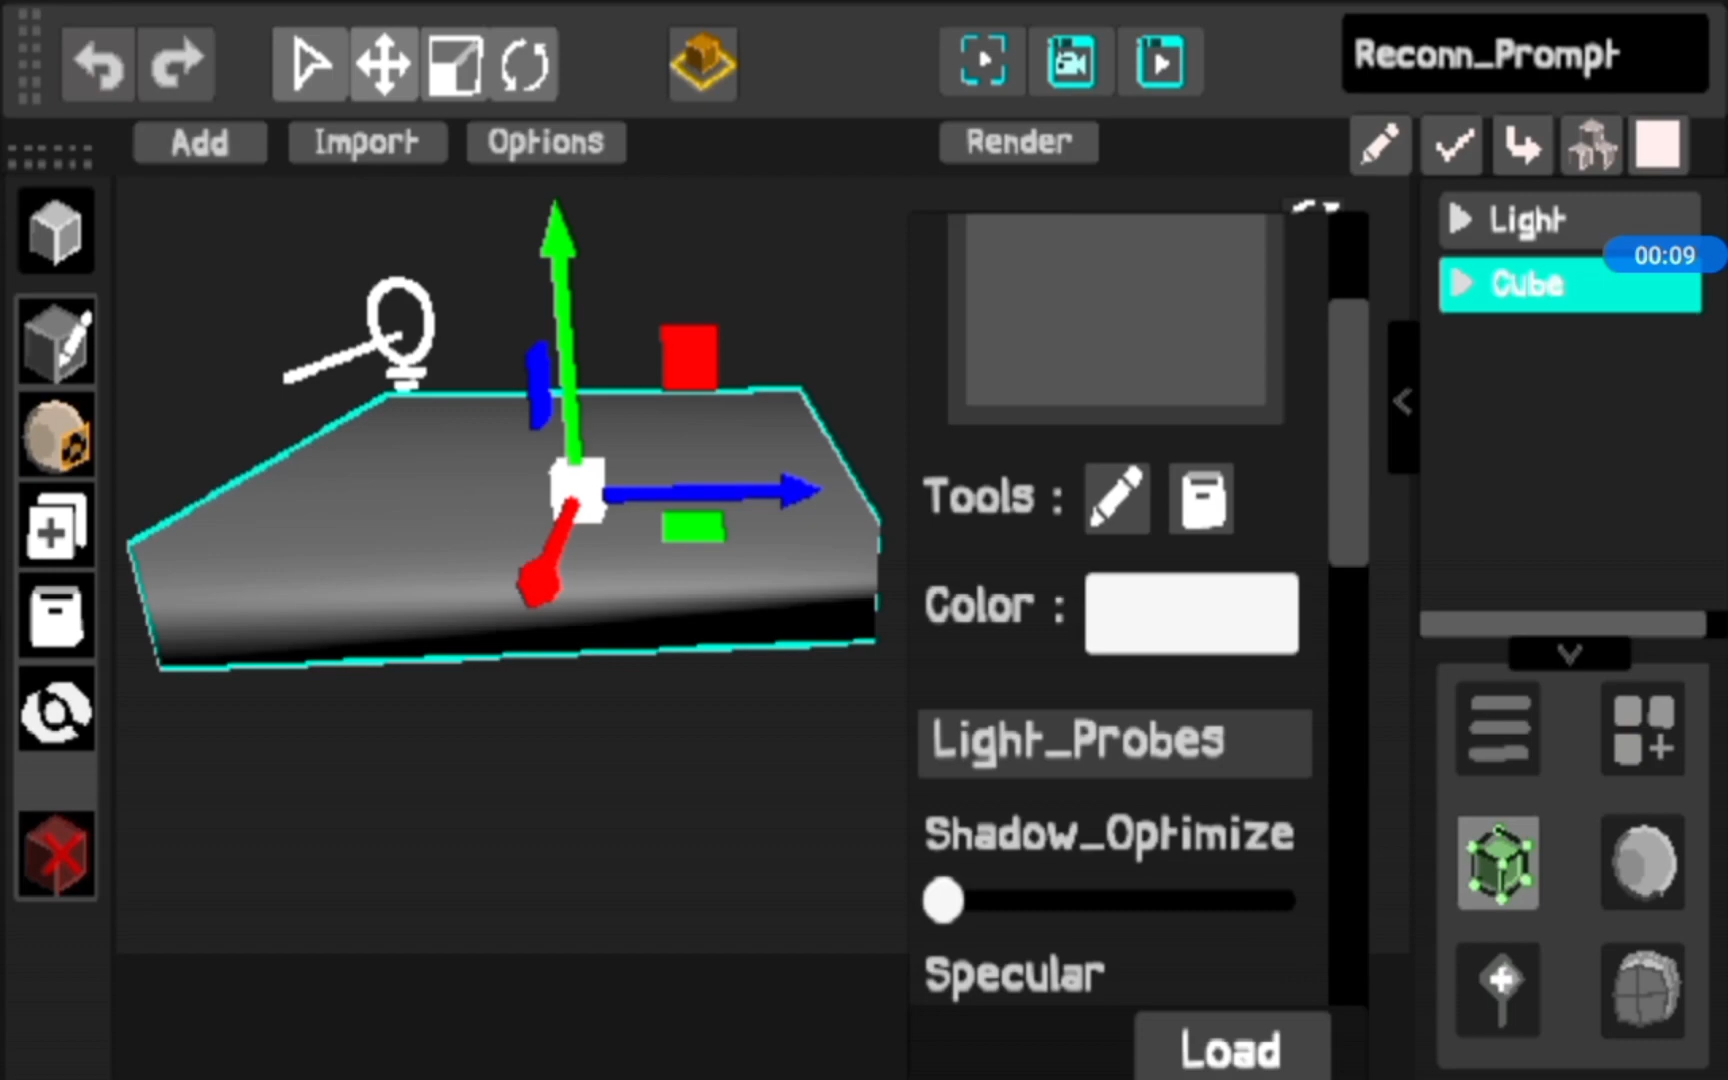 Reconn_Prompt
Add
Import
Options
Render
Light
00:09
Cube
Tools :
Color :
Light_Probes
Shadow_Optimize
Specular
Load